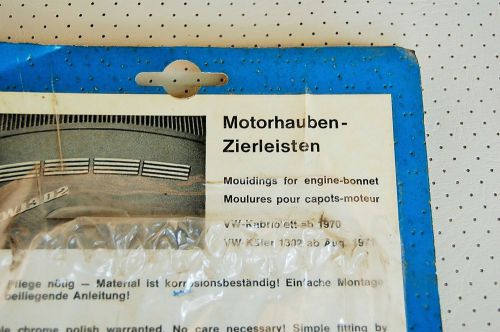 Motorhauben-
Zierleisten
Mouldings for engine-bonnet
Moulures pour capots-moteur
VW-Kabriolett ab 1970
VW Käfer 1302 ab Aug. 1971
VW1302
Pflege nötig — Material ist korrosionsbeständig! Einfache Montage
beiliegende Anleitung!
chrome polish warranted. No care necessary! Simple fitting by